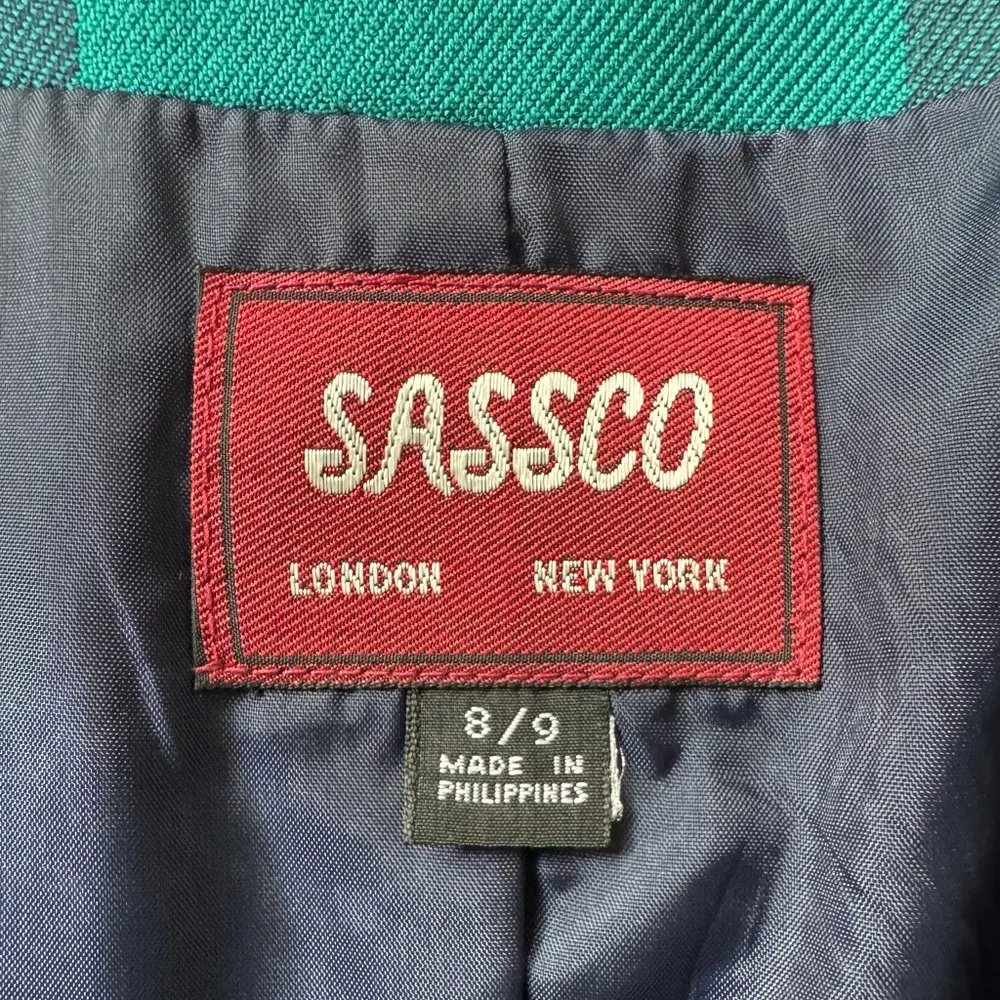 SASSCO
LONDON NEW YORK
8/9
MADE IN
PHILIPPINES